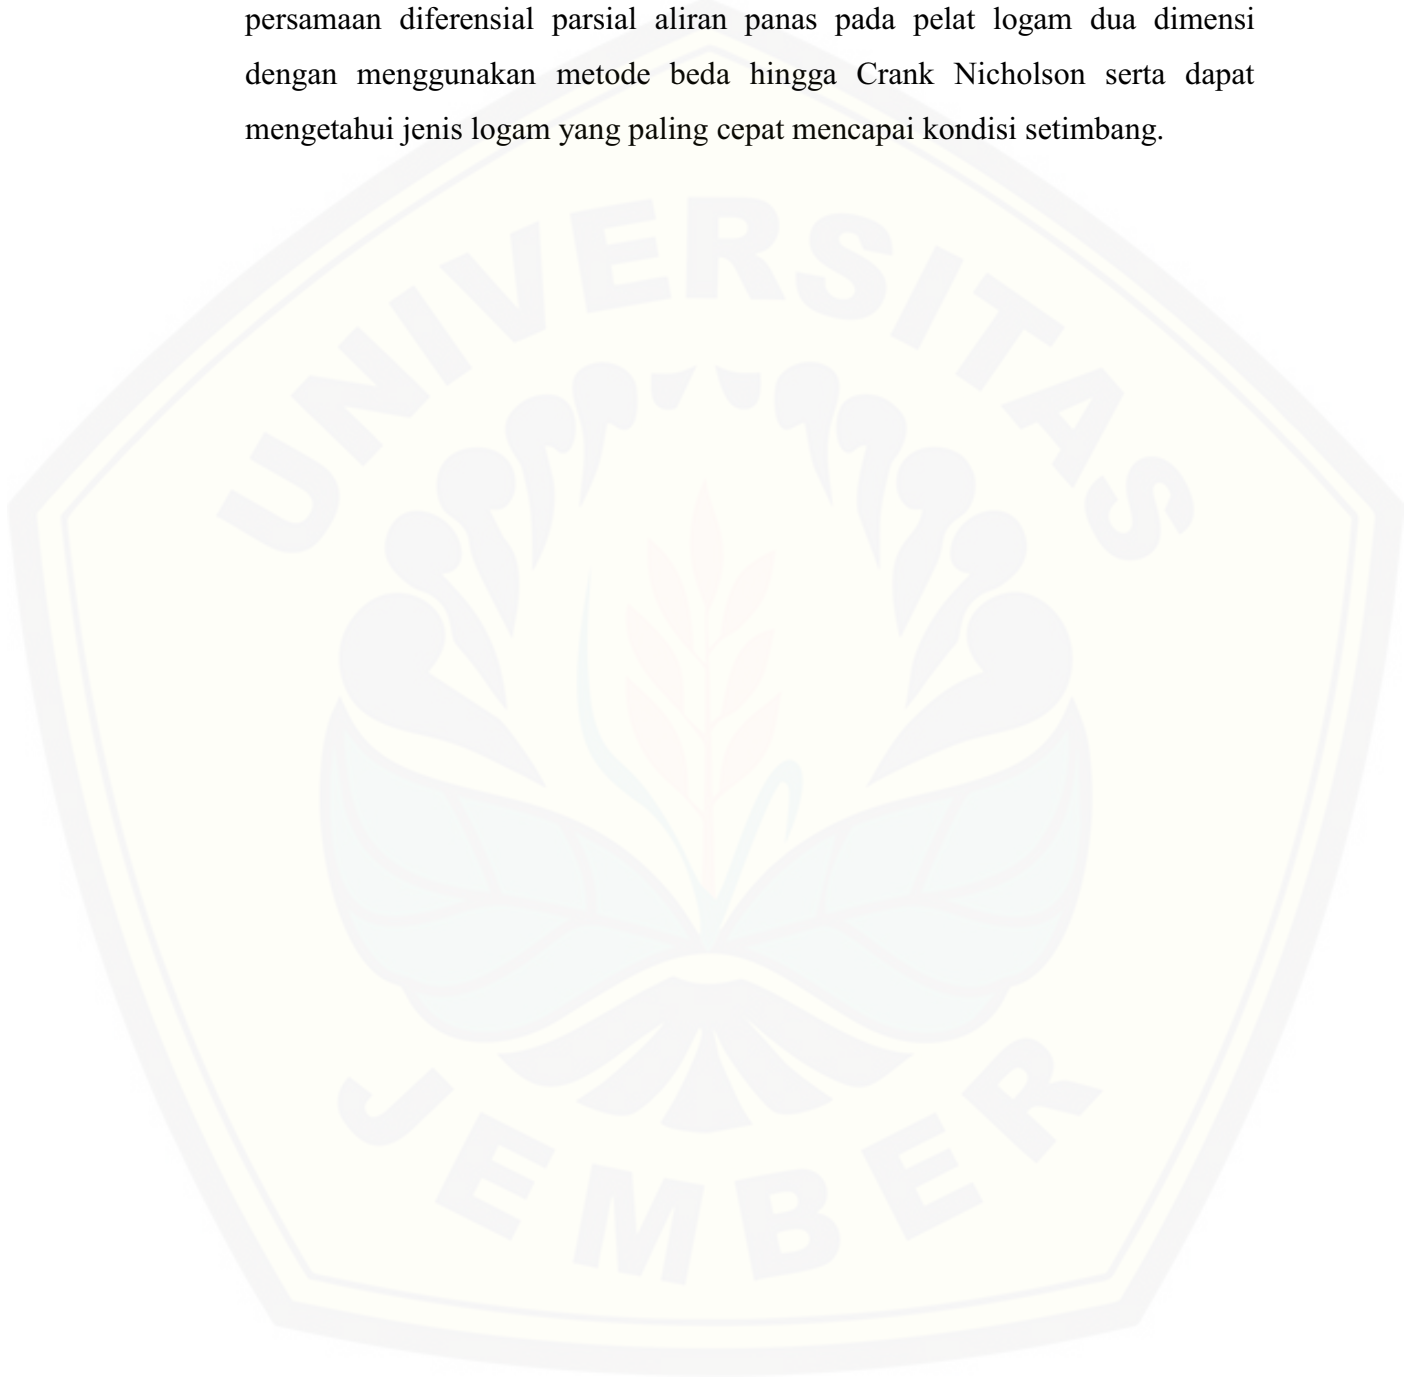 persamaan diferensial parsial aliran panas pada pelat logam dua dimensi
dengan menggunakan metode beda hingga Crank Nicholson serta dapat
mengetahui jenis logam yang paling cepat mencapai kondisi setimbang.
UNIVERSITAS
JEMBER